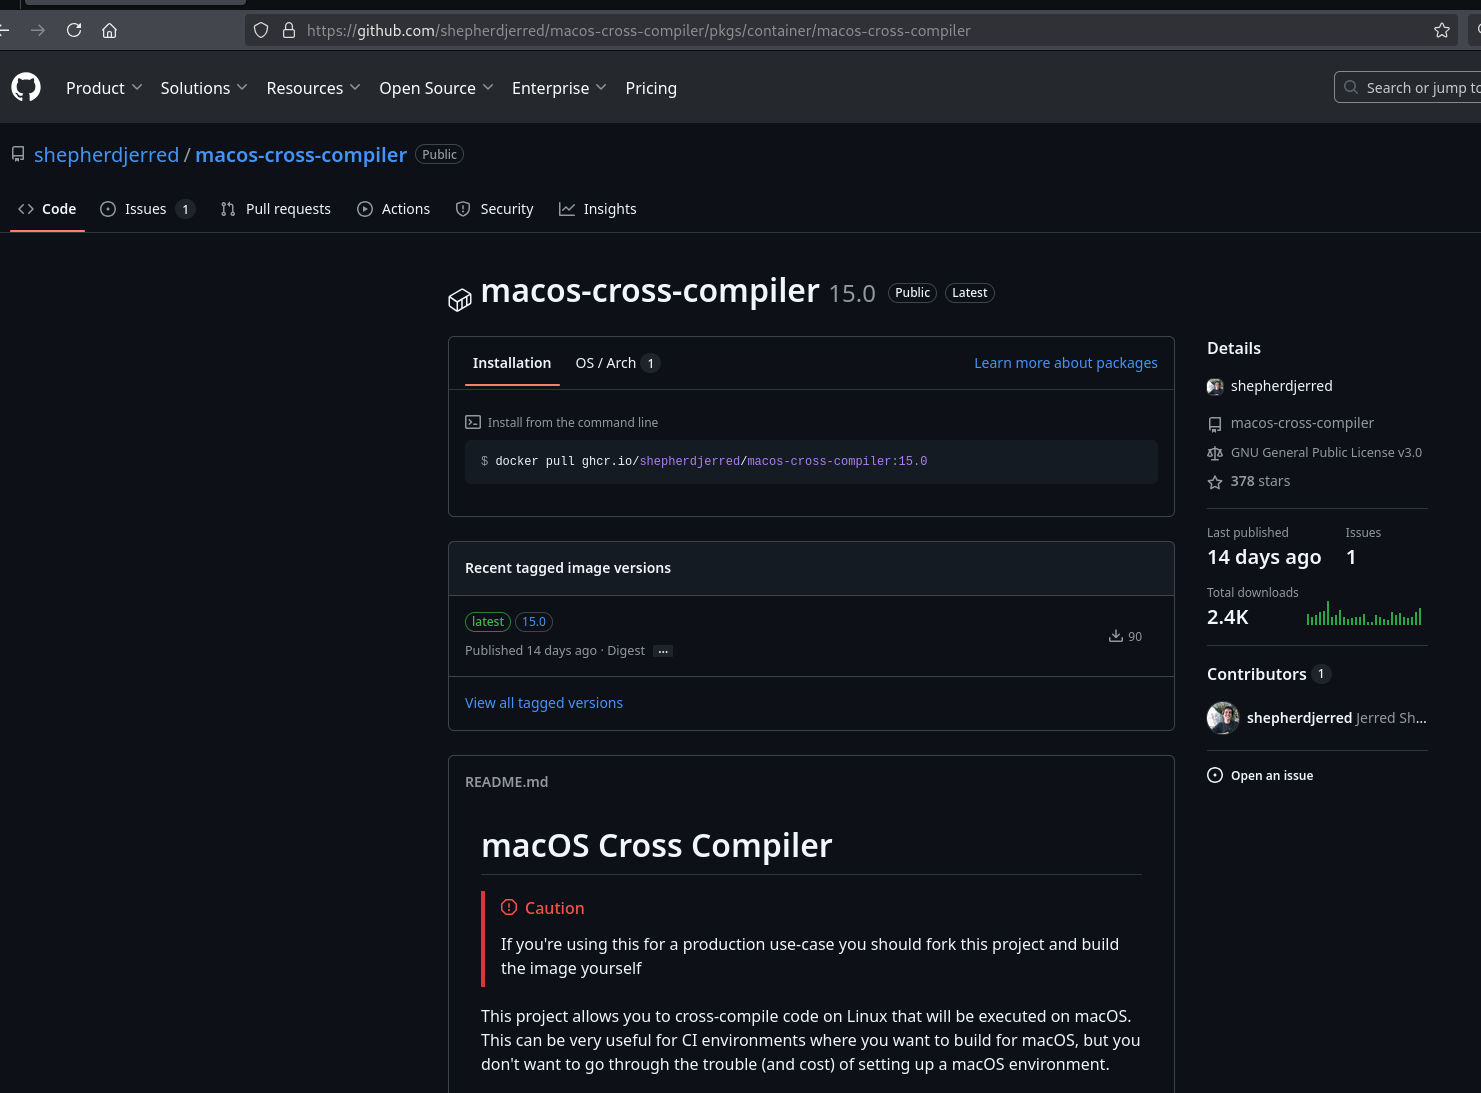 https://github.com/shepherdjerred/macos-cross-compiler/pkgs/container/macos-cross-compiler
Product Solutions Resources Open Source Enterprise Pricing
Search or jump to
shepherdjerred / macos-cross-compiler Public
Code Issues 1 Pull requests Actions Security Insights
macos-cross-compiler 15.0 Public Latest
Installation OS / Arch 1 Learn more about packages
Install from the command line
$ docker pull ghcr.io/shepherdjerred/macos-cross-compiler:15.0
Recent tagged image versions
latest 15.0
Published 14 days ago · Digest ...
90
View all tagged versions
README.md
macOS Cross Compiler
Caution
If you're using this for a production use-case you should fork this project and build
the image yourself
This project allows you to cross-compile code on Linux that will be executed on macOS.
This can be very useful for CI environments where you want to build for macOS, but you
don't want to go through the trouble (and cost) of setting up a macOS environment.
Details
shepherdjerred
macos-cross-compiler
GNU General Public License v3.0
378 stars
Last published Issues
14 days ago 1
Total downloads
2.4K
Contributors 1
shepherdjerred Jerred Sh...
Open an issue